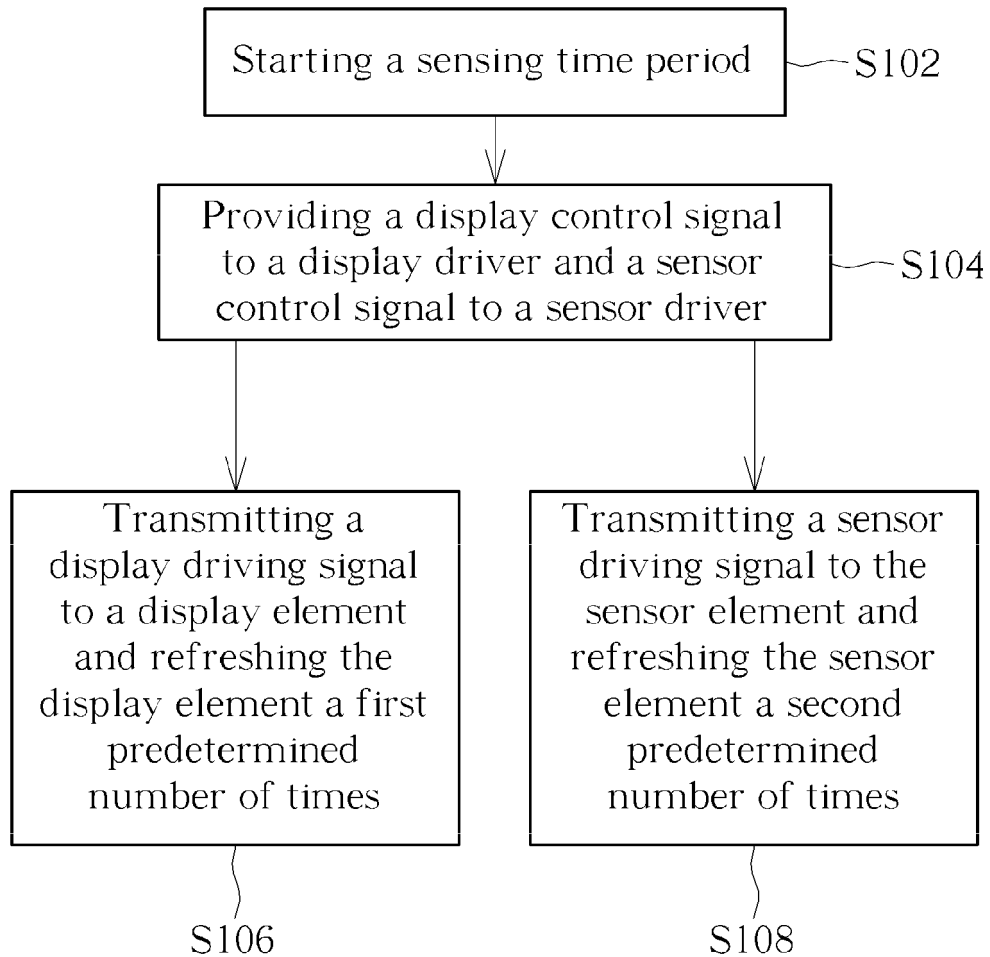 Starting a sensing time period
S102
Providing a display control signal
to a display driver and a sensor
control signal to a sensor driver
S104
Transmitting a
display driving signal
to a display element
and refreshing the
display element a first
predetermined
number of times
S106
Transmitting a sensor
driving signal to the
sensor element and
refreshing the sensor
element a second
predetermined
number of times
S108